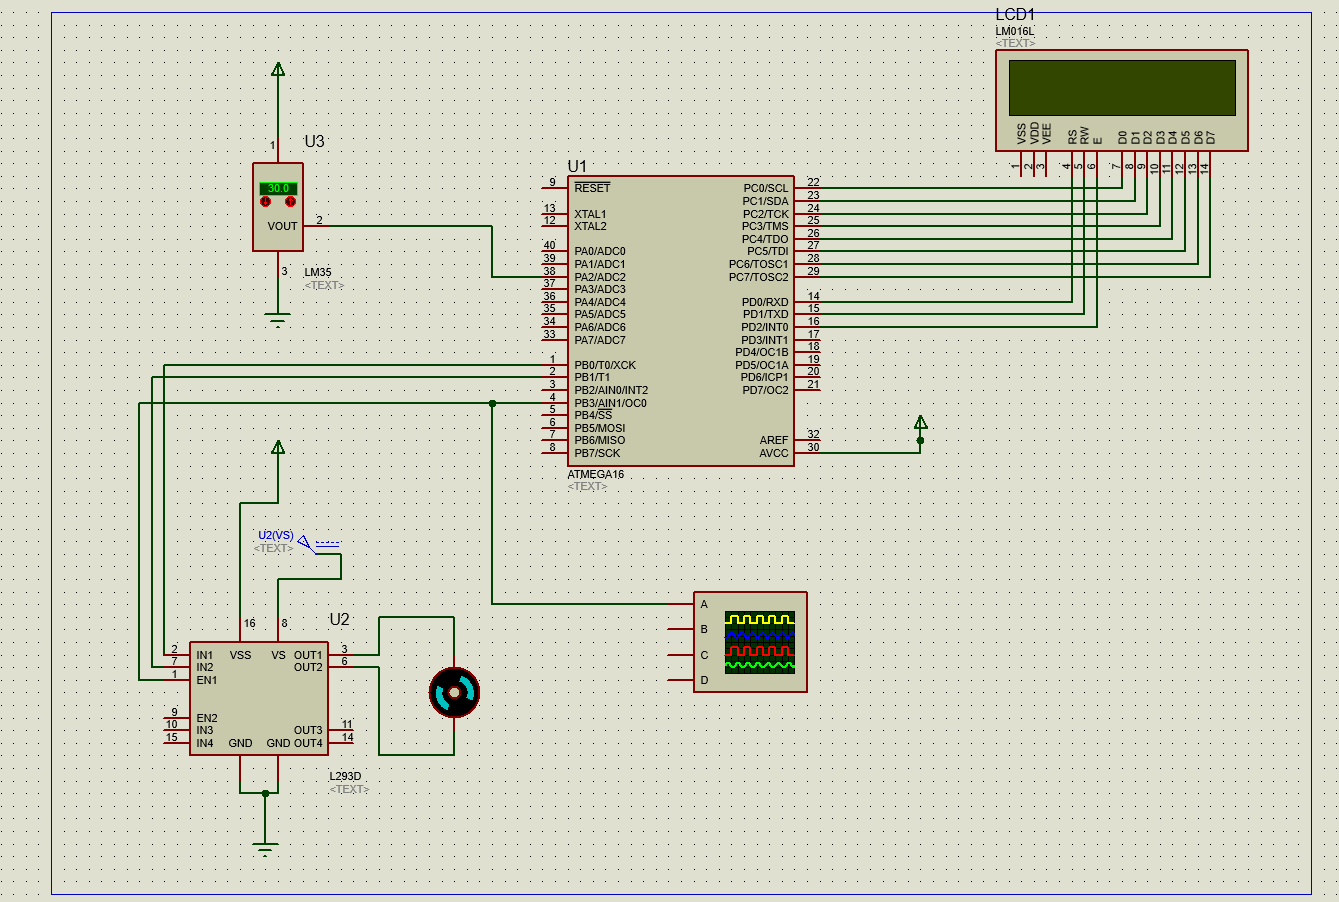 LCD1
LM016L
<TEXT>
VSS
VDD
VEE
RS
RW
E
D0
D1
D2
D3
D4
D5
D6
D7
1
2
3
4
5
6
7
8
9
10
11
12
13
14
U3
1
30.0
VOUT
2
3
LM35
<TEXT>
U1
9 RESET
13 XTAL1
12 XTAL2
40 PA0/ADC0
39 PA1/ADC1
38 PA2/ADC2
37 PA3/ADC3
36 PA4/ADC4
35 PA5/ADC5
34 PA6/ADC6
33 PA7/ADC7
1 PB0/T0/XCK
2 PB1/T1
3 PB2/AIN0/INT2
4 PB3/AIN1/OC0
5 PB4/SS
6 PB5/MOSI
7 PB6/MISO
8 PB7/SCK
PC0/SCL 22
PC1/SDA 23
PC2/TCK 24
PC3/TMS 25
PC4/TDO 26
PC5/TDI 27
PC6/TOSC1 28
PC7/TOSC2 29
PD0/RXD 14
PD1/TXD 15
PD2/INT0 16
PD3/INT1 17
PD4/OC1B 18
PD5/OC1A 19
PD6/ICP1 20
PD7/OC2 21
AREF 32
AVCC 30
ATMEGA16
<TEXT>
U2(VS)
<TEXT>
U2
16
8
2 IN1
7 IN2
1 EN1
9 EN2
10 IN3
15 IN4
VSS
VS
OUT1 3
OUT2 6
OUT3 11
OUT4 14
GND
GND
L293D
<TEXT>
A
B
C
D